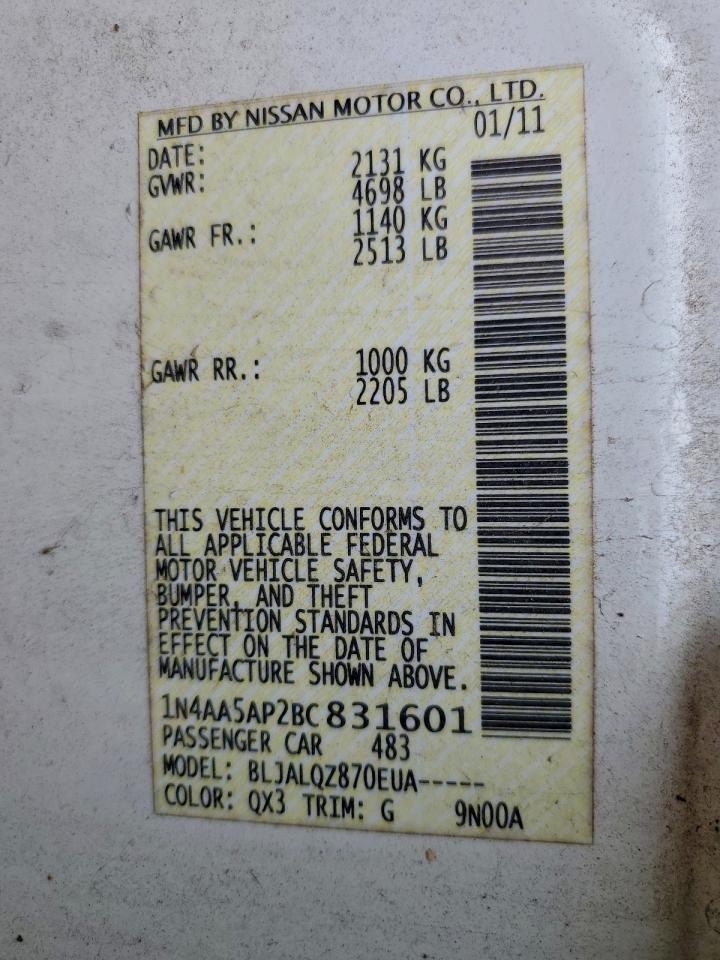 MFD BY NISSAN MOTOR CO., LTD.
DATE: 01/11
GVWR: 2131 KG
4698 LB
GAWR FR.: 1140 KG
2513 LB
GAWR RR.: 1000 KG
2205 LB
THIS VEHICLE CONFORMS TO
ALL APPLICABLE FEDERAL
MOTOR VEHICLE SAFETY,
BUMPER, AND THEFT
PREVENTION STANDARDS IN
EFFECT ON THE DATE OF
MANUFACTURE SHOWN ABOVE.
1N4AA5AP2BC831601
PASSENGER CAR 483
MODEL: BLJALQZ870EUA-----
COLOR: QX3 TRIM: G 9N00A